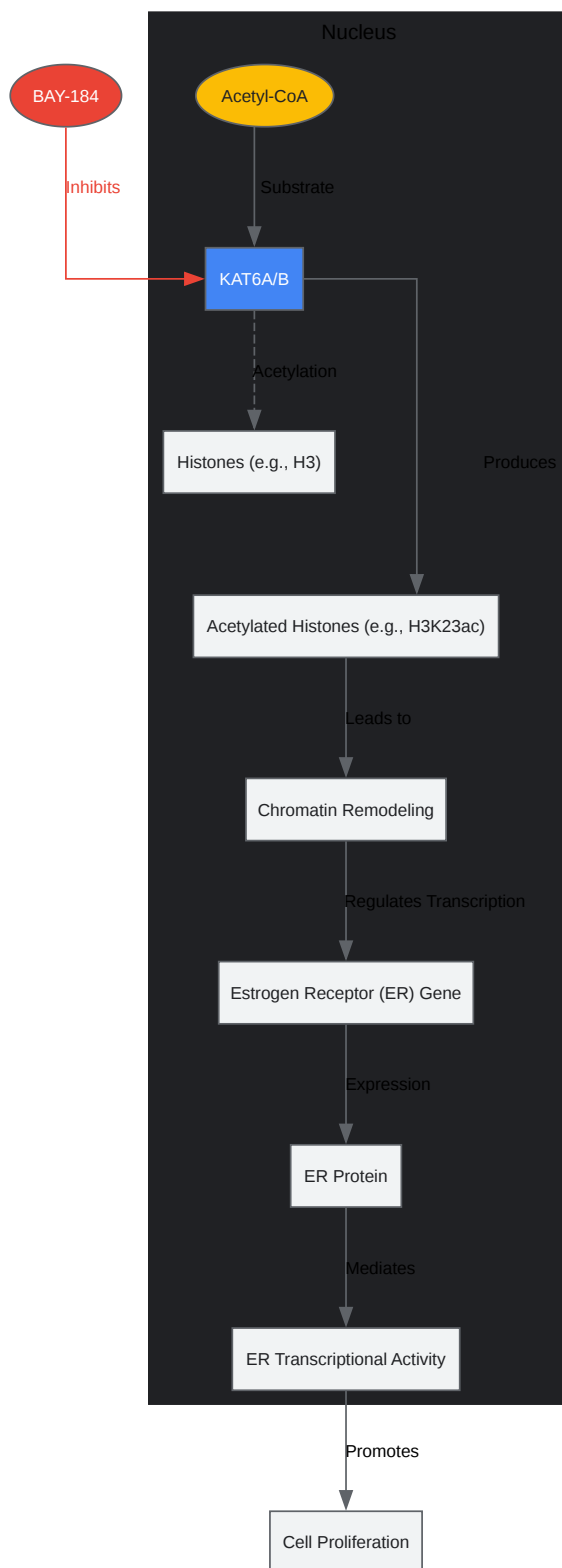 Nucleus
BAY-184
Acetyl-CoA
Inhibits
Substrate
KAT6A/B
Acetylation
Histones (e.g., H3)
Produces
Acetylated Histones (e.g., H3K23ac)
Leads to
Chromatin Remodeling
Regulates Transcription
Estrogen Receptor (ER) Gene
Expression
ER Protein
Mediates
ER Transcriptional Activity
Promotes
Cell Proliferation